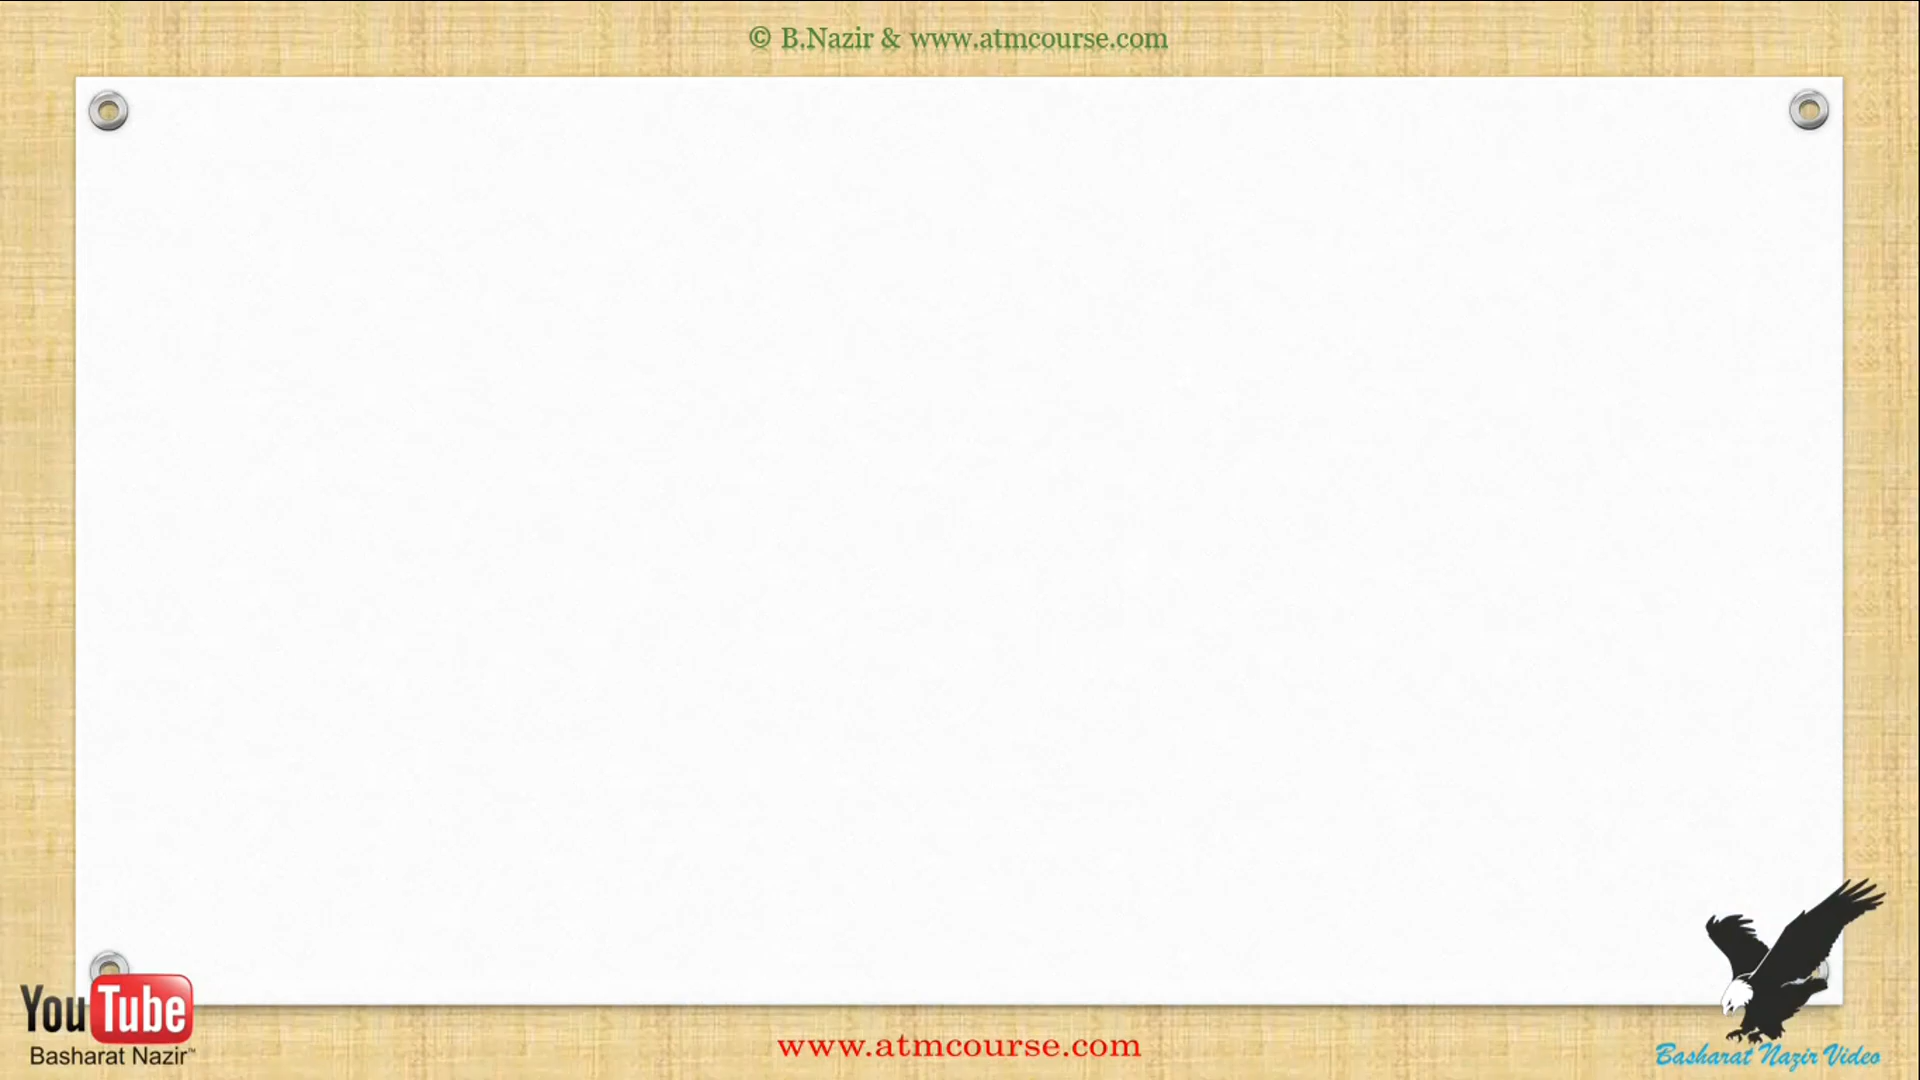 © B.Nazir & www.atmcourse.com
YouTube
Basharat Nazir™
www.atmcourse.com
Basharat Nazir Video